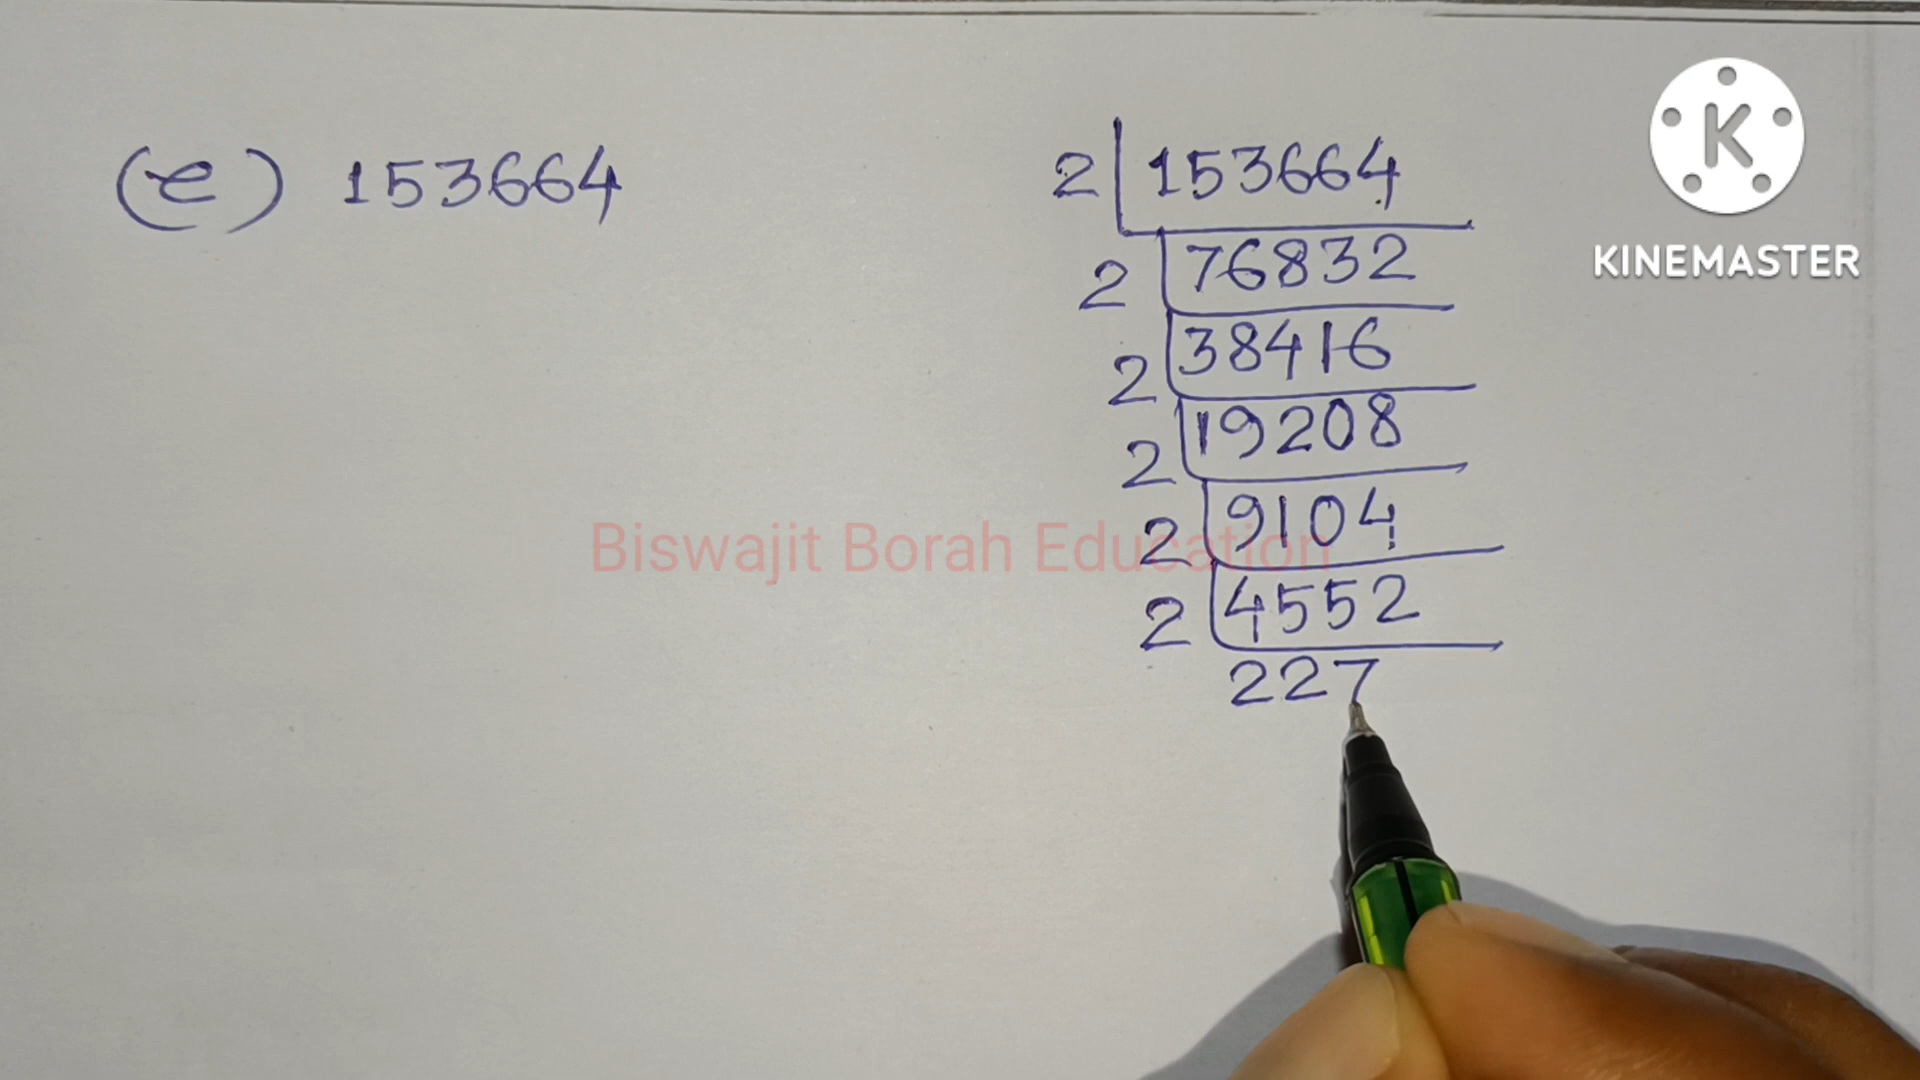 (e) 153664
2 153664
2 76832
2 38416
2 19208
2 9104
2 4552
227
Biswajit Borah Education
K
KINEMASTER